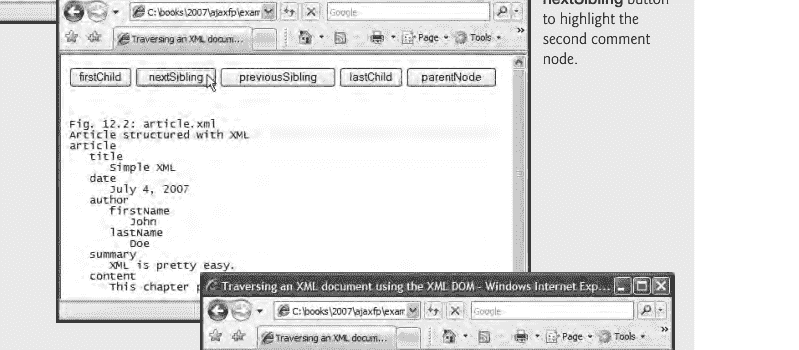 C:\books\2007\ajaxfp\exam
Google
Traversing an XML docum...
Page
Tools
»
firstChild
nextSibling
previousSibling
lastChild
parentNode
Fig. 12.2: article.xml
Article structured with XML
article
title
Simple XML
date
July 4, 2007
author
firstName
John
lastName
Doe
summary
XML is pretty easy.
content
This chapter
nextSibling button
to highlight the
second comment
node.
Traversing an XML document using the XML DOM - Windows Internet Exp...
C:\books\2007\ajaxfp\exam
Google
Traversing an XML docum...
Page
Tools
»